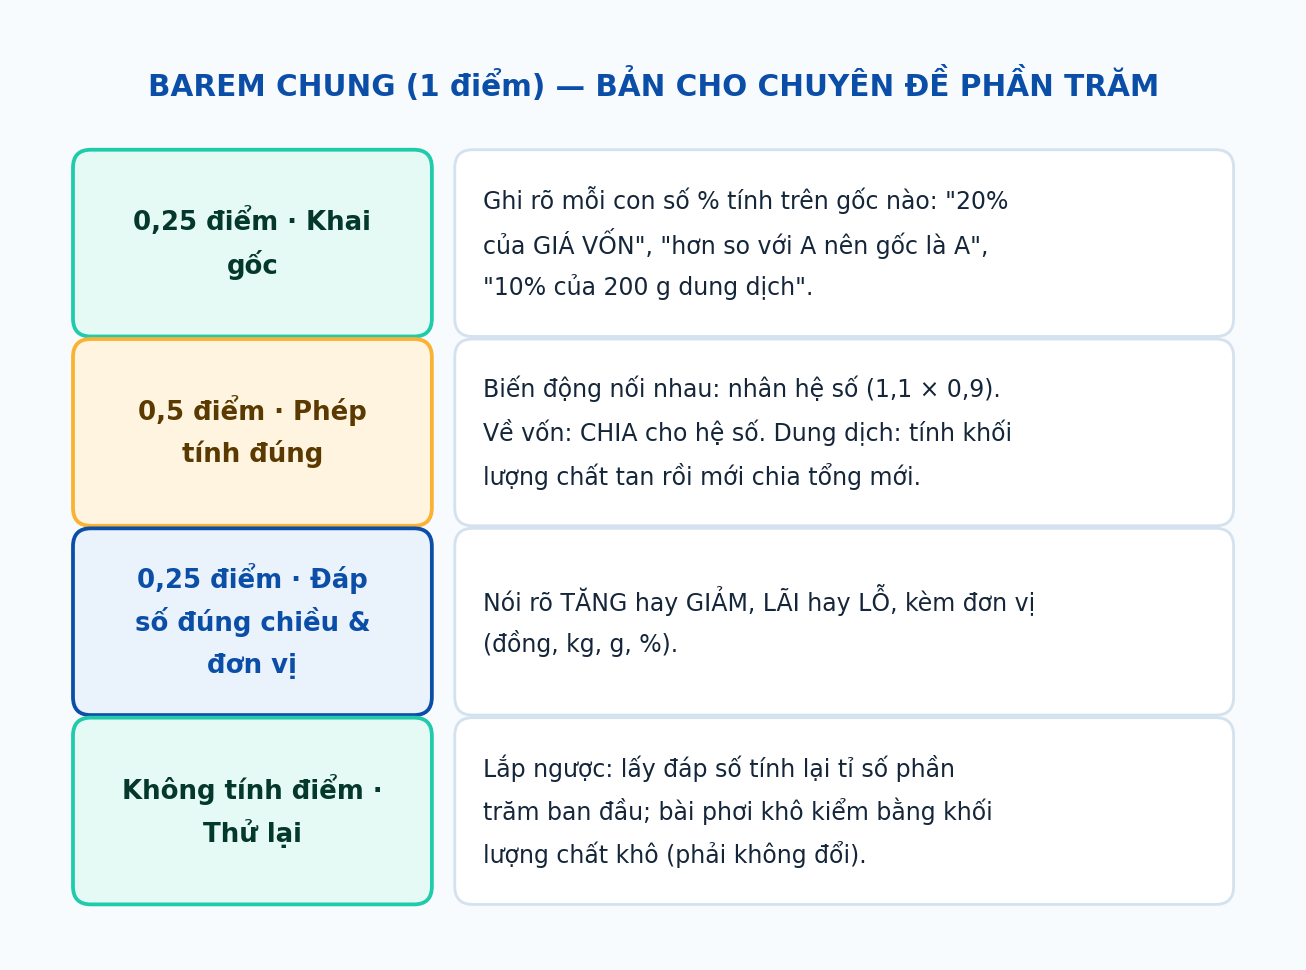 BAREM CHUNG (1 điểm) — BẢN CHO CHUYÊN ĐỀ PHẦN TRĂM
0,25 điểm · Khai
gốc
Ghi rõ mỗi con số % tính trên gốc nào: "20%
của GIÁ VỐN", "hơn so với A nên gốc là A",
"10% của 200 g dung dịch".
0,5 điểm · Phép
tính đúng
Biến động nối nhau: nhân hệ số (1,1 × 0,9).
Về vốn: CHIA cho hệ số. Dung dịch: tính khối
lượng chất tan rồi mới chia tổng mới.
0,25 điểm · Đáp
số đúng chiều &
đơn vị
Nói rõ TĂNG hay GIẢM, LÃI hay LỖ, kèm đơn vị
(đồng, kg, g, %).
Không tính điểm ·
Thử lại
Lắp ngược: lấy đáp số tính lại tỉ số phần
trăm ban đầu; bài phơi khô kiểm bằng khối
lượng chất khô (phải không đổi).